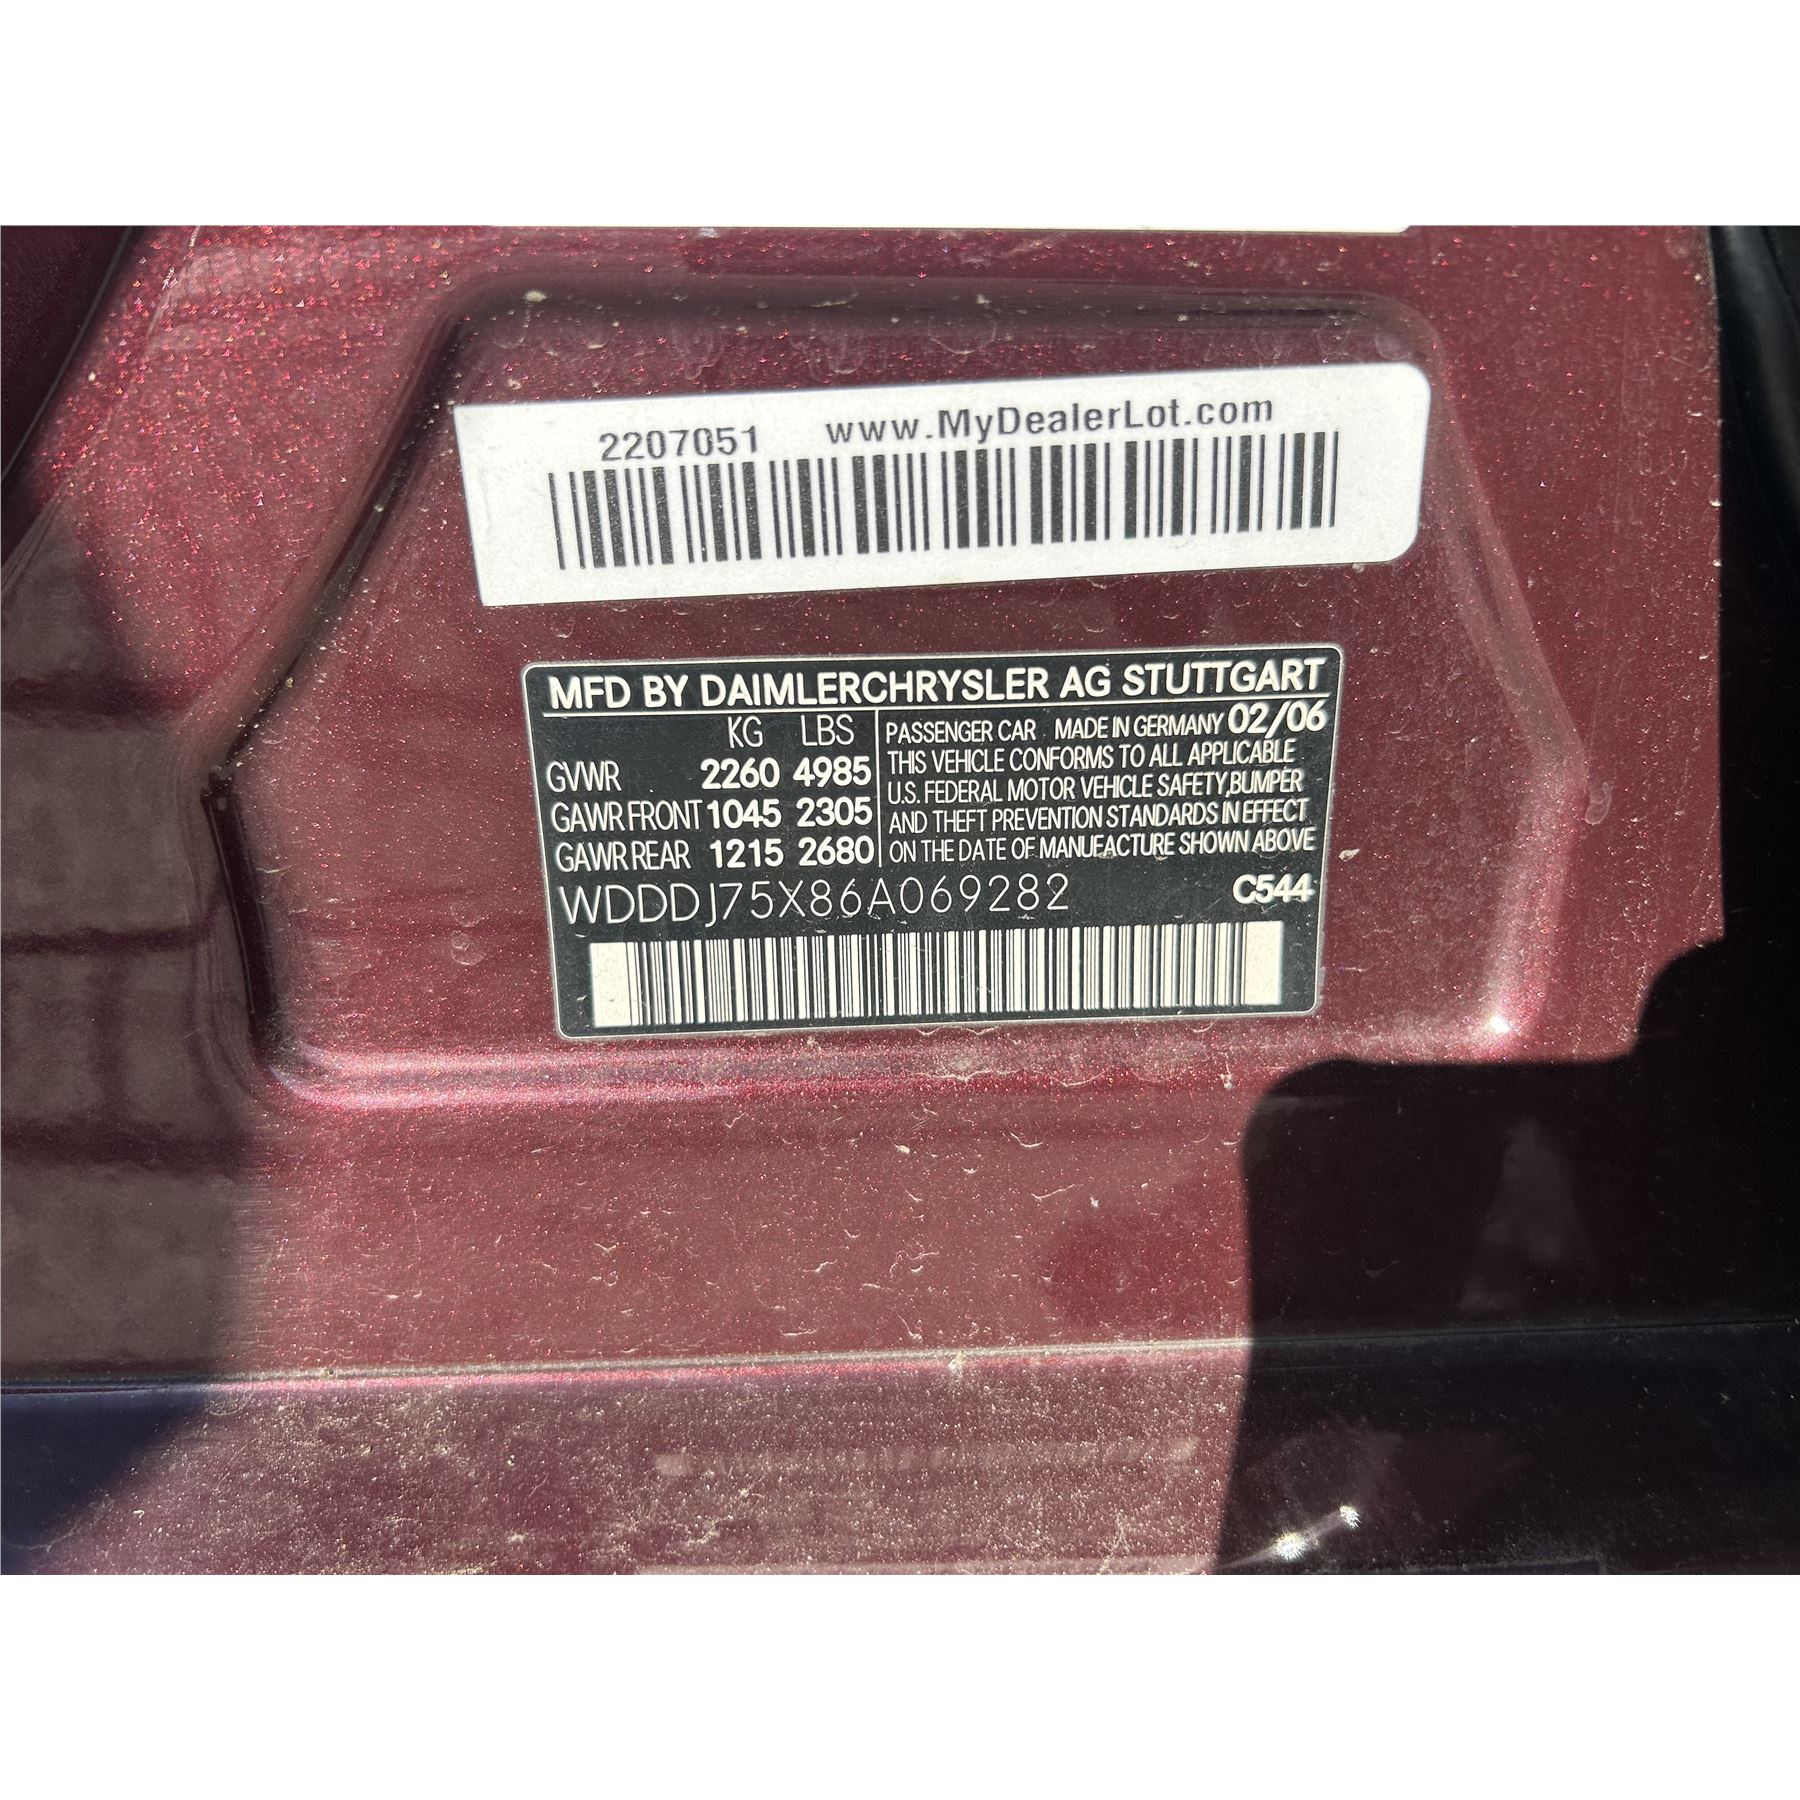 2207051 www.MyDealerLot.com
MFD BY DAIMLERCHRYSLER AG STUTTGART
KG LBS
GVWR 2260 4985
GAWR FRONT 1045 2305
GAWR REAR 1215 2680
PASSENGER CAR MADE IN GERMANY 02/06
THIS VEHICLE CONFORMS TO ALL APPLICABLE
U.S. FEDERAL MOTOR VEHICLE SAFETY,BUMPER
AND THEFT PREVENTION STANDARDS IN EFFECT
ON THE DATE OF MANUFACTURE SHOWN ABOVE
WDDDJ75X86A069282 C544